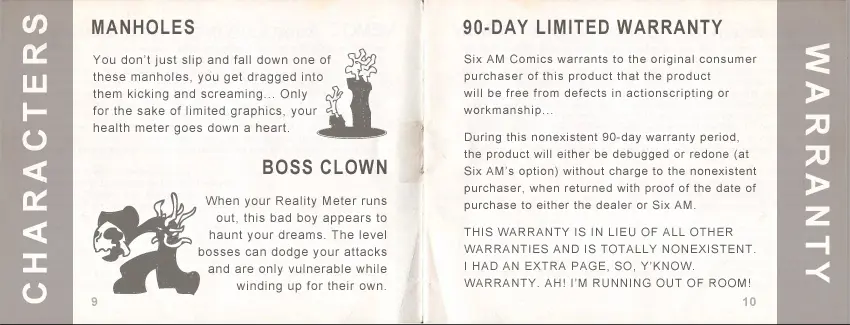 CHARACTERS
MANHOLES
You don't just slip and fall down one of
these manholes, you get dragged into
them kicking and screaming... Only
for the sake of limited graphics, your
health meter goes down a heart.
BOSS CLOWN
When your Reality Meter runs
out, this bad boy appears to
haunt your dreams. The level
bosses can dodge your attacks
and are only vulnerable while
winding up for their own.
9
90-DAY LIMITED WARRANTY
Six AM Comics warrants to the original consumer
purchaser of this product that the product
will be free from defects in actionscripting or
workmanship...
During this nonexistent 90-day warranty period,
the product will either be debugged or redone (at
Six AM's option) without charge to the nonexistent
purchaser, when returned with proof of the date of
purchase to either the dealer or Six AM.
THIS WARRANTY IS IN LIEU OF ALL OTHER
WARRANTIES AND IS TOTALLY NONEXISTENT.
I HAD AN EXTRA PAGE, SO, Y'KNOW.
WARRANTY. AH! I'M RUNNING OUT OF ROOM!
10
WARRANTY